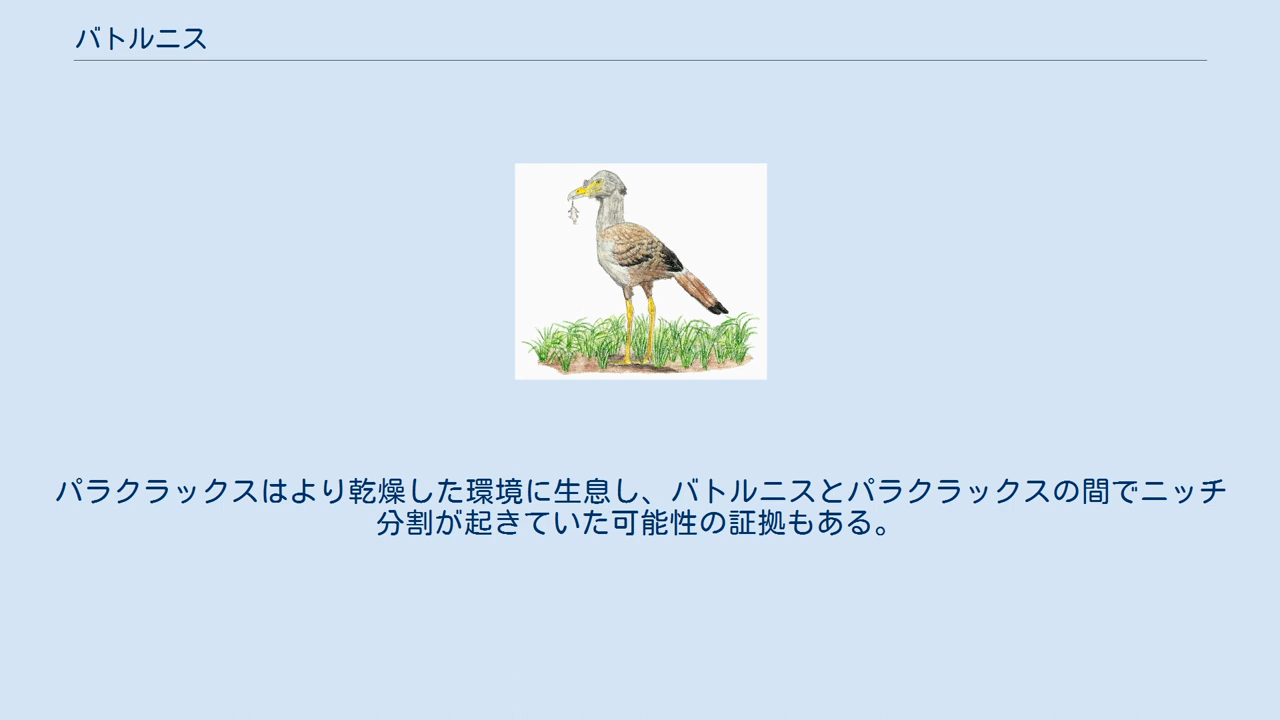 バトルニス
パラクラックスはより乾燥した環境に生息し、バトルニスとパラクラックスの間でニッチ
分割が起きていた可能性の証拠もある。